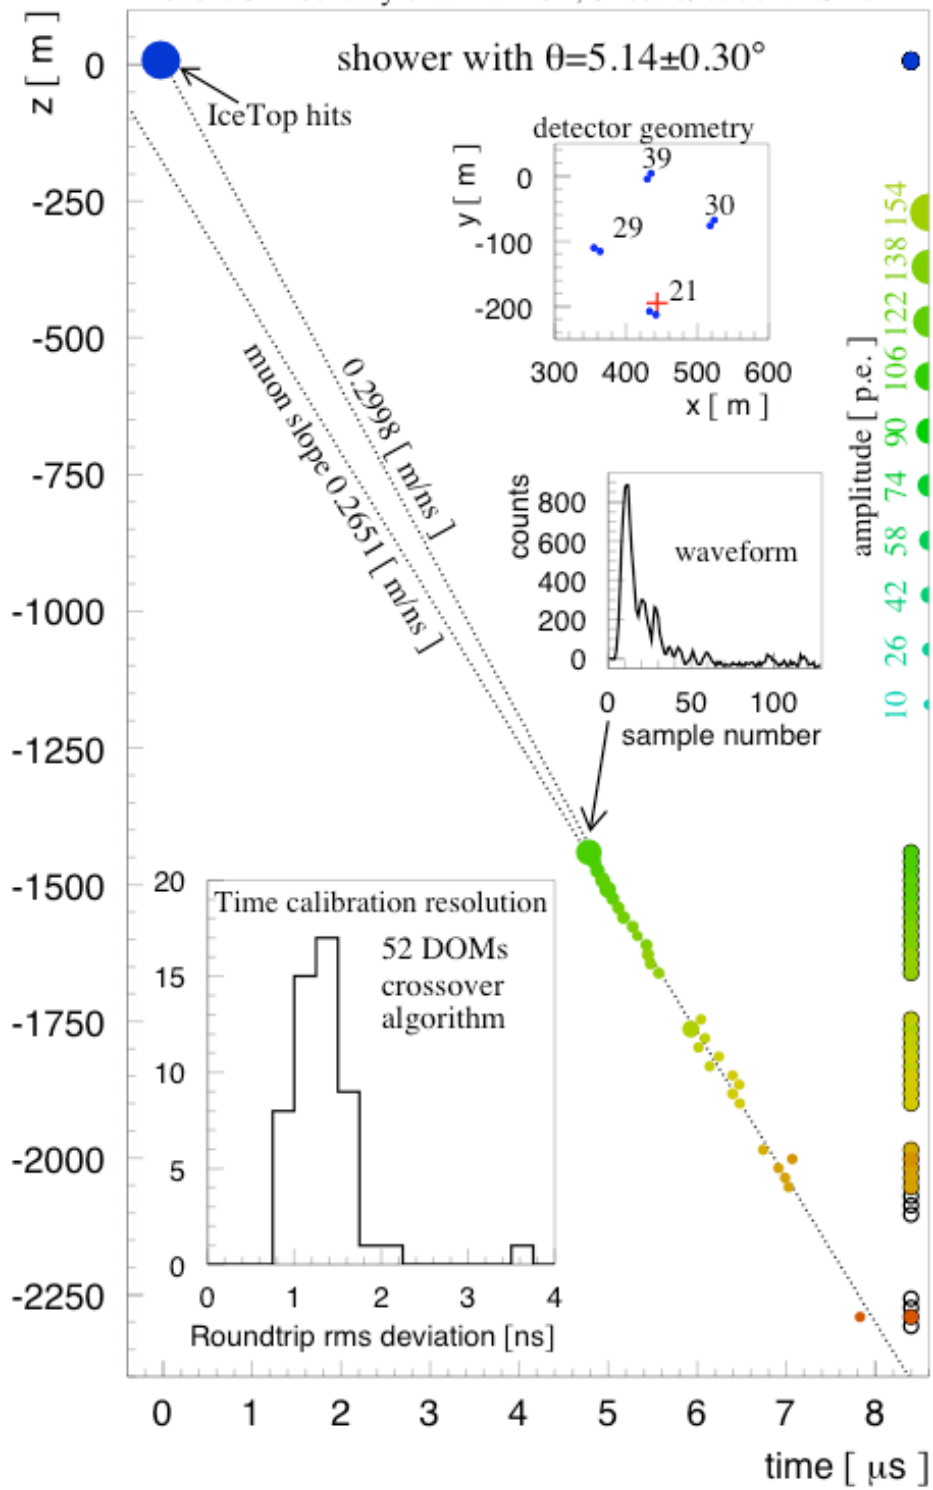 shower with θ=5.14±0.30°
IceTop hits
z [ m ]
0
-250
-500
-750
-1000
-1250
-1500
-1750
-2000
-2250
0 1 2 3 4 5 6 7 8
time [ μs ]
muon slope 0.2651 [ m/ns ]
0.2998 [ m/ns ]
detector geometry
y [ m ]
0
-100
-200
39
30
29
21
300 400 500 600
x [ m ]
counts
800
600
400
200
0
waveform
0 50 100
sample number
amplitude [ p.e. ]
154
138
122
106
90
74
58
42
26
10
Time calibration resolution
52 DOMs
crossover
algorithm
20
15
10
5
0
0 1 2 3 4
Roundtrip rms deviation [ns]